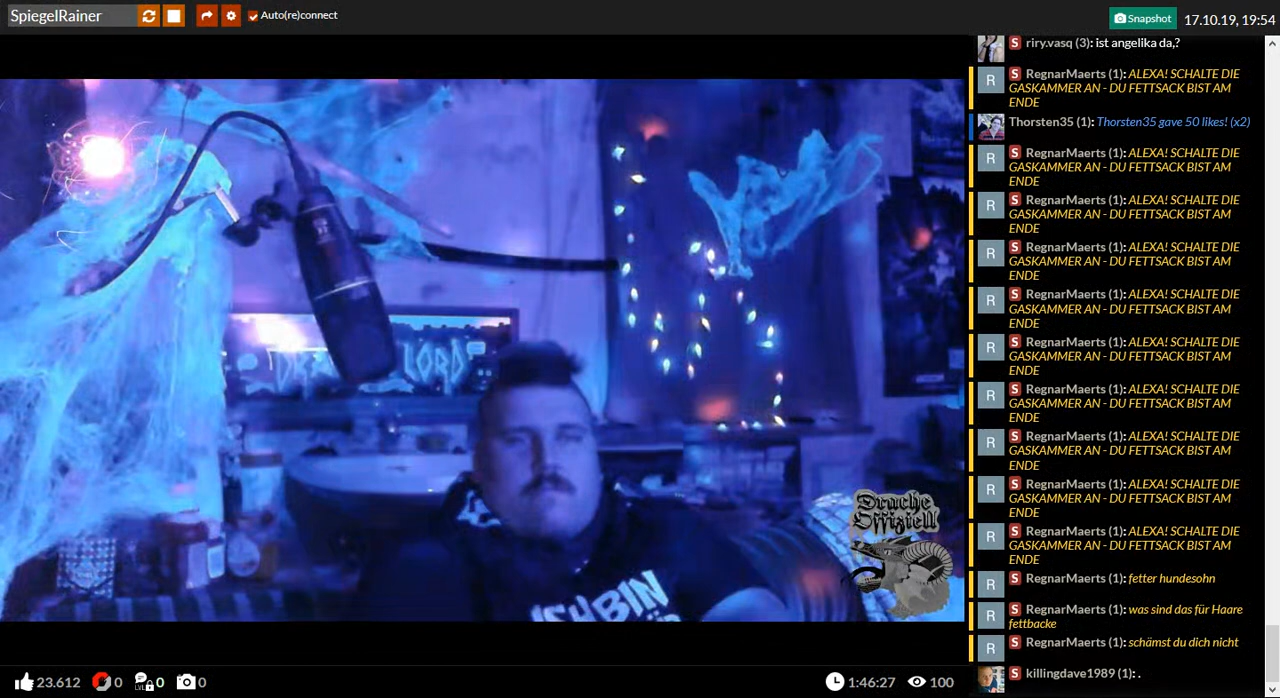 SpiegelRainer
Auto(re)connect
Snapshot
17.10.19, 19:54
S riry.vasq (3): ist angelika da,?
R S RegnarMaerts (1): ALEXA! SCHALTE DIE
GASKAMMER AN - DU FETTSACK BIST AM
ENDE
Thorsten35 (1): Thorsten35 gave 50 likes! (x2)
R S RegnarMaerts (1): ALEXA! SCHALTE DIE
GASKAMMER AN - DU FETTSACK BIST AM
ENDE
R S RegnarMaerts (1): ALEXA! SCHALTE DIE
GASKAMMER AN - DU FETTSACK BIST AM
ENDE
R S RegnarMaerts (1): ALEXA! SCHALTE DIE
GASKAMMER AN - DU FETTSACK BIST AM
ENDE
R S RegnarMaerts (1): ALEXA! SCHALTE DIE
GASKAMMER AN - DU FETTSACK BIST AM
ENDE
R S RegnarMaerts (1): ALEXA! SCHALTE DIE
GASKAMMER AN - DU FETTSACK BIST AM
ENDE
R S RegnarMaerts (1): ALEXA! SCHALTE DIE
GASKAMMER AN - DU FETTSACK BIST AM
ENDE
R S RegnarMaerts (1): ALEXA! SCHALTE DIE
GASKAMMER AN - DU FETTSACK BIST AM
ENDE
R S RegnarMaerts (1): ALEXA! SCHALTE DIE
GASKAMMER AN - DU FETTSACK BIST AM
ENDE
R S RegnarMaerts (1): ALEXA! SCHALTE DIE
GASKAMMER AN - DU FETTSACK BIST AM
ENDE
R S RegnarMaerts (1): fetter hundesohn
R S RegnarMaerts (1): was sind das für Haare
fettbacke
R S RegnarMaerts (1): schämst du dich nicht
S killingdave1989 (1): .
LORD
Drache
Offiziell
BIN
23.612
0
LVL 0
0
1:46:27
100